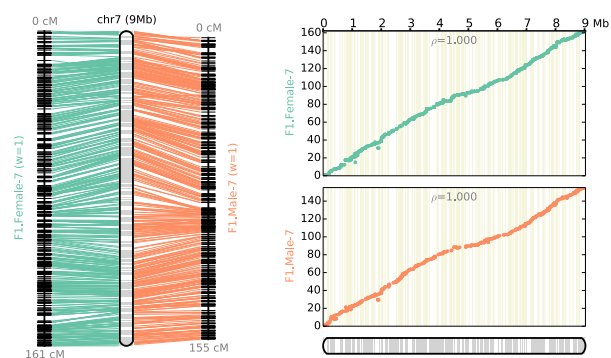 chr7 (9Mb)
0 cM
0 cM
F1.Female-7 (w=1)
F1.Male-7 (w=1)
161 cM
155 cM
0 1 2 3 4 5 6 7 8 9 Mb
ρ=1.000
160
140
120
100
80
60
40
20
0
F1.Female-7
ρ=1.000
140
120
100
80
60
40
20
0
F1.Male-7